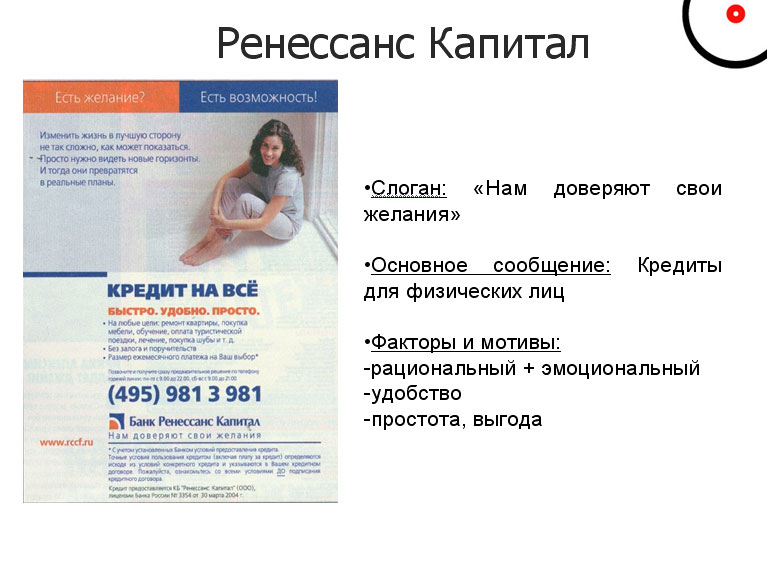 Ренессанс Капитал
Есть желание?
Есть возможность!
Изменить жизнь в лучшую сторону
не так сложно, как может показаться.
Просто нужно видеть новые горизонты.
И тогда они превратятся
в реальные планы.
КРЕДИТ НА ВСЁ
БЫСТРО. УДОБНО. ПРОСТО.
• На любые цели: ремонт квартиры, покупка
мебели, обучение, оплата туристической
поездки, лечение, покупка шубы и т. д.
• Без залога и поручительств
• Размер ежемесячного платежа на Ваш выбор*
Позвоните и получите сразу предварительное решение по телефону
горячей линии: пн-пт с 9.00 до 22.00, сб-вс с 9.00 до 21.00
(495) 981 3 981
Банк Ренессанс Капитал
Нам доверяют свои желания
www.rccf.ru
* С учетом установленных Банком условий предоставления кредита.
Точные условия пользования кредитом (включая плату за кредит) определяются
исходя из условий конкретного кредита и указываются в Вашем кредитном
договоре. Пожалуйста, ознакомьтесь со всеми условиями ДО подписания
кредитного договора.
Кредит предоставляется КБ "Ренессанс Капитал" (ООО),
лицензия Банка России № 3354 от 30 марта 2004 г.
•Слоган: «Нам доверяют свои
желания»
•Основное сообщение: Кредиты
для физических лиц
•Факторы и мотивы:
-рациональный + эмоциональный
-удобство
-простота, выгода